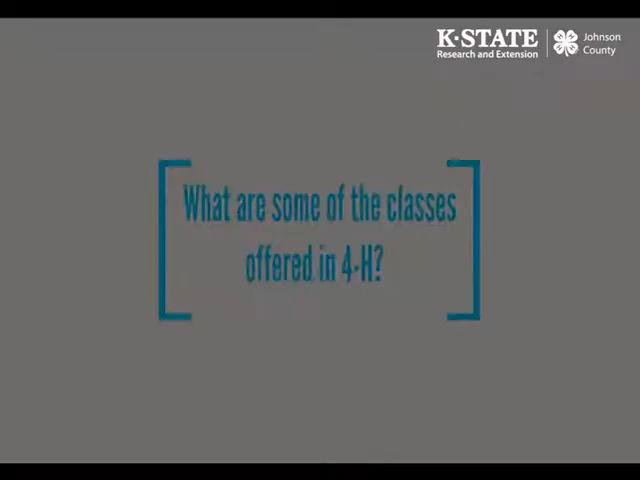 K-STATE
Research and Extension
Johnson
County
What are some of the classes
offered in 4-H?